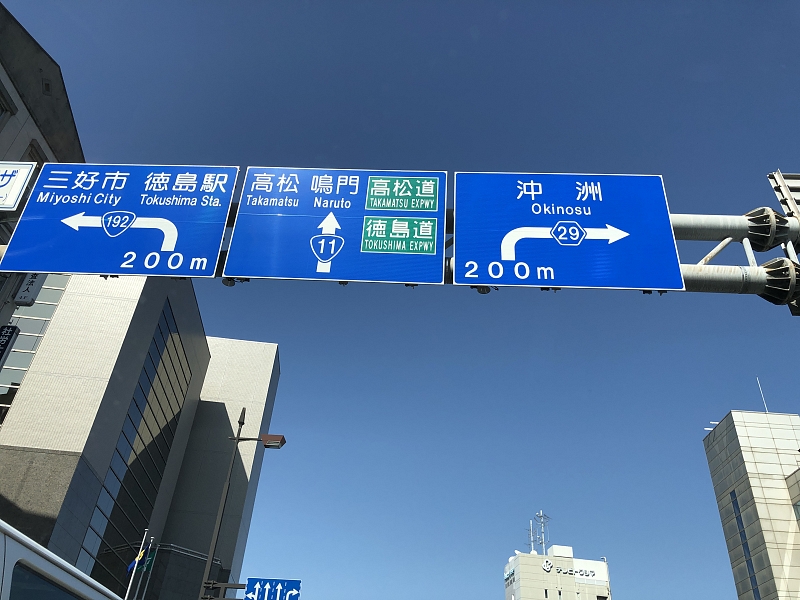 ザ
三好市 徳島駅
Miyoshi City Tokushima Sta.
192
200m
高松 鳴門
Takamatsu Naruto
高松道
TAKAMATSU EXPWY
徳島道
TOKUSHIMA EXPWY
11
沖洲
Okinosu
29
200m